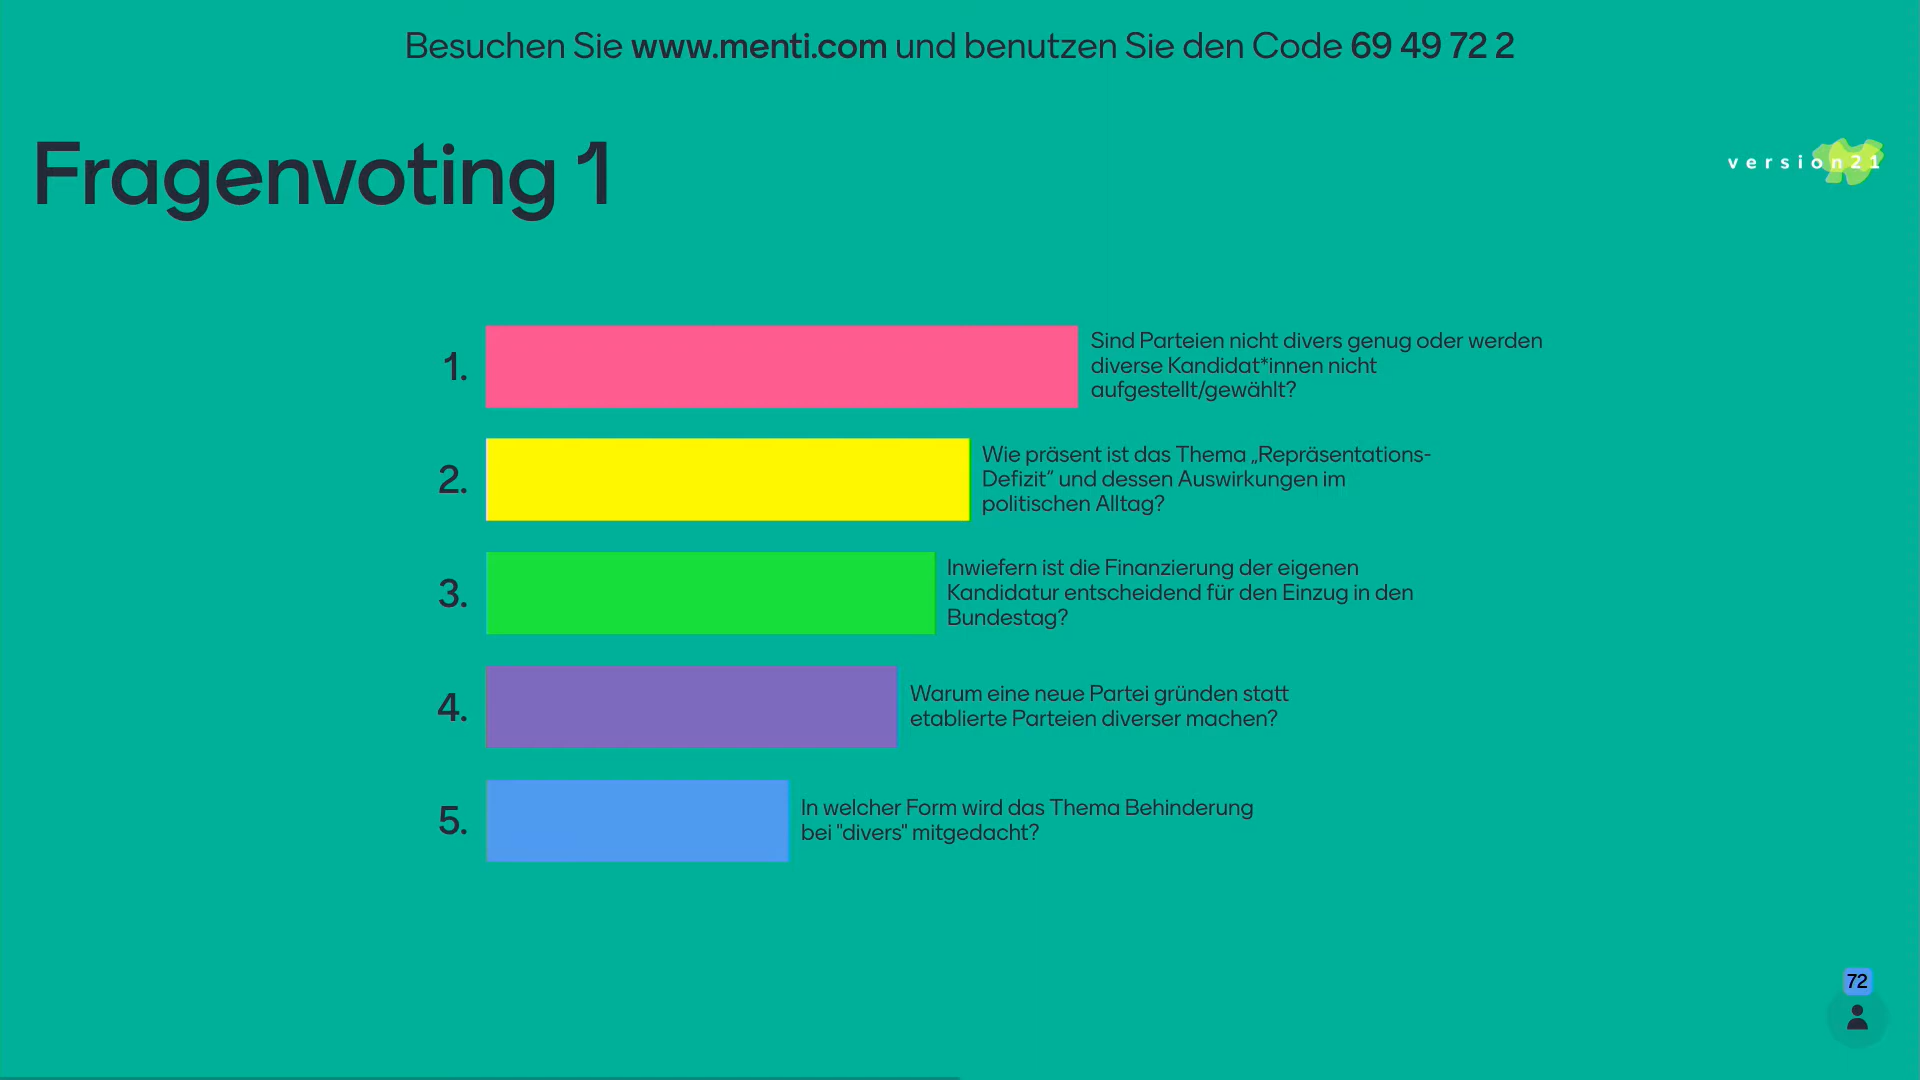 Besuchen Sie www.menti.com und benutzen Sie den Code 69 49 72 2
Fragenvoting 1
version21
1.
Sind Parteien nicht divers genug oder werden
diverse Kandidat*innen nicht
aufgestellt/gewählt?
2.
Wie präsent ist das Thema „Repräsentations-
Defizit" und dessen Auswirkungen im
politischen Alltag?
3.
Inwiefern ist die Finanzierung der eigenen
Kandidatur entscheidend für den Einzug in den
Bundestag?
4.
Warum eine neue Partei gründen statt
etablierte Parteien diverser machen?
5.
In welcher Form wird das Thema Behinderung
bei "divers" mitgedacht?
72